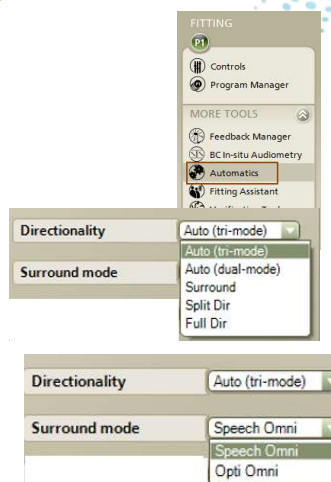 FITTING
P1
Controls
Program Manager
MORE TOOLS
Feedback Manager
BC In-situ Audiometry
Automatics
Fitting Assistant
Directionality
Auto (tri-mode)
Auto (tri-mode)
Auto (dual-mode)
Surround
Split Dir
Full Dir
Surround mode
Directionality
Auto (tri-mode)
Surround mode
Speech Omni
Speech Omni
Opti Omni